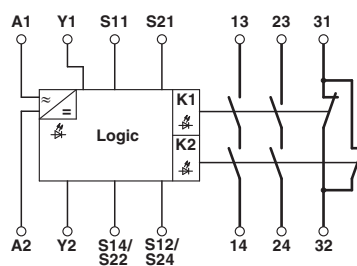 A1 Y1 S11 S21 13 23 31
≈
=
K1
Logic
K2
A2 Y2 S14/ S12/ 14 24 32
S22 S24